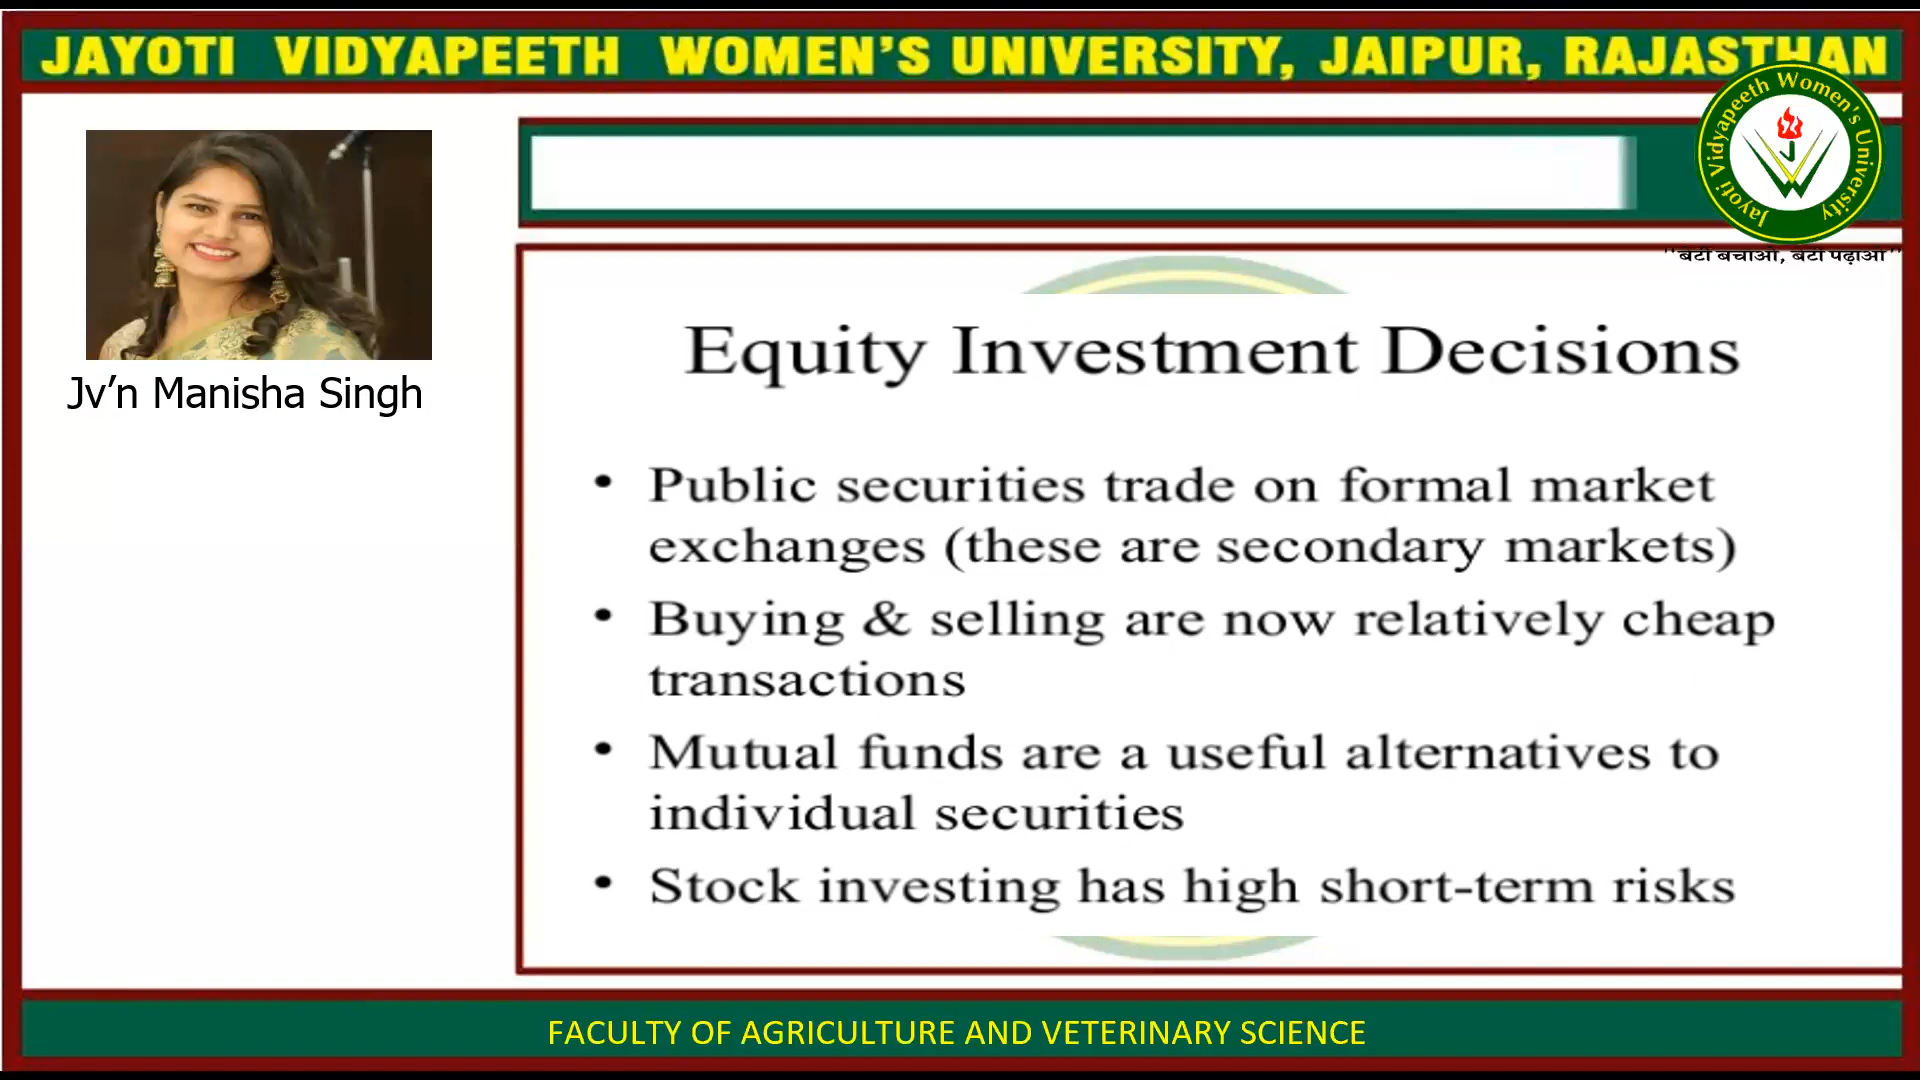 JAYOTI VIDYAPEETH WOMEN'S UNIVERSITY, JAIPUR, RAJASTHAN
Jayoti Vidyapeeth Women's University
"बेटी बचाओ, बेटी पढ़ाओ"
Jv'n Manisha Singh
Equity Investment Decisions
• Public securities trade on formal market
exchanges (these are secondary markets)
• Buying & selling are now relatively cheap
transactions
• Mutual funds are a useful alternatives to
individual securities
• Stock investing has high short-term risks
FACULTY OF AGRICULTURE AND VETERINARY SCIENCE